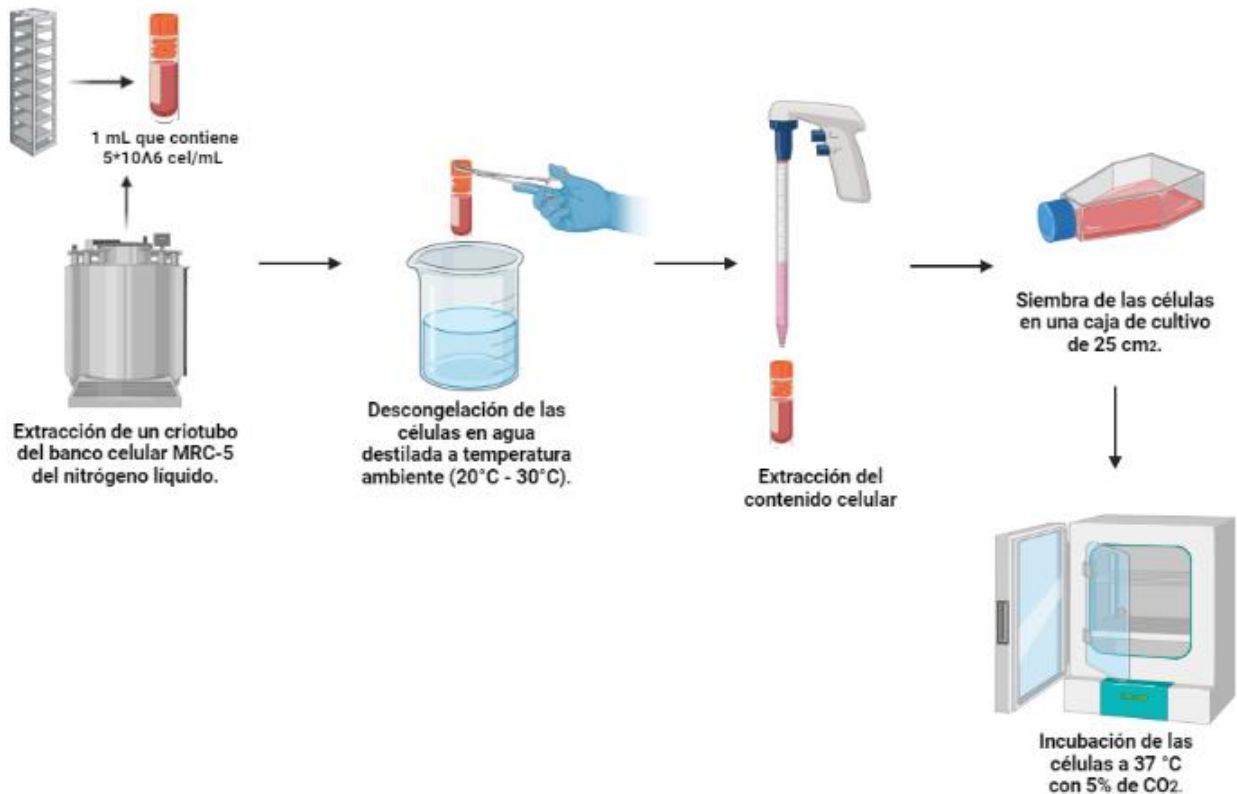 1 mL que contiene
5*10Λ6 cel/mL
Extracción de un criotubo
del banco celular MRC-5
del nitrógeno líquido.
Descongelación de las
células en agua
destilada a temperatura
ambiente (20°C - 30°C).
Extracción del
contenido celular
Siembra de las células
en una caja de cultivo
de 25 cm2.
Incubación de las
células a 37 °C
con 5% de CO2.